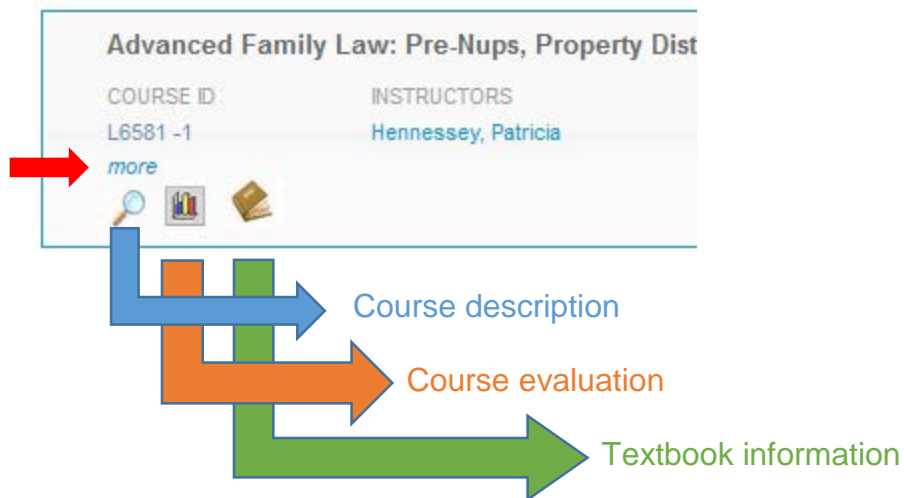 Advanced Family Law: Pre-Nups, Property Dist
COURSE ID INSTRUCTORS
L6581 -1 Hennessey, Patricia
more
Course description
Course evaluation
Textbook information